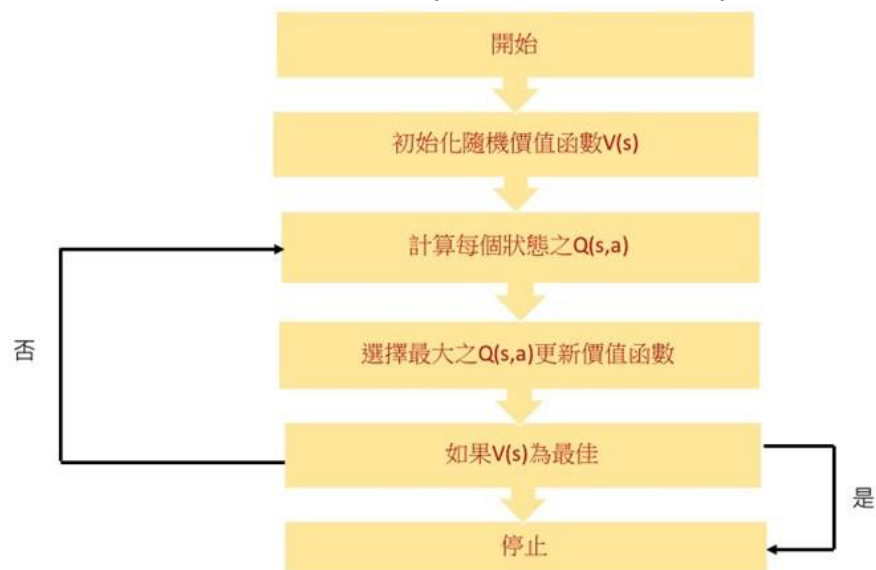 開始
初始化隨機價值函數V(s)
計算每個狀態之Q(s,a)
否
選擇最大之Q(s,a)更新價值函數
如果V(s)為最佳
是
停止